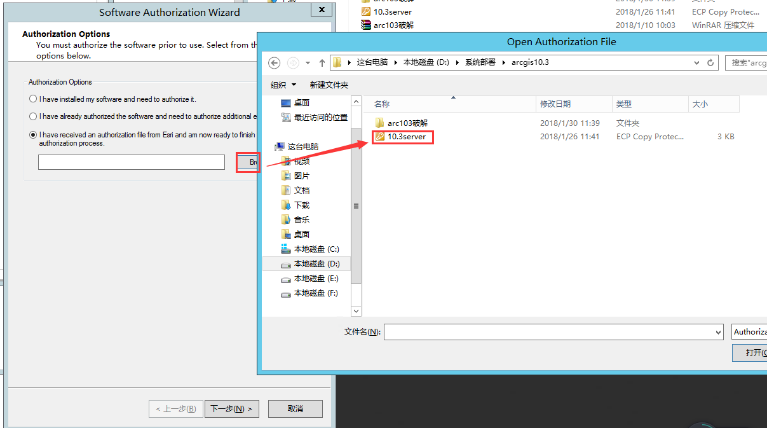 Software Authorization Wizard
x
Authorization Options
You must authorize the software prior to use. Select from th
options below.
Authorization Options
I have installed my software and need to authorize it.
I have already authorized the software and need to authorize additional e
I have received an authorization file from Esri and am now ready to finish
authorization process.
Br
< 上一步(B)
下一步(N) >
取消
10.3server
2018/1/26 11:41
ECP Copy Protec...
arc103破解
2018/1/10 10:03
WinRAR 压缩文件
Open Authorization File
这台电脑
本地磁盘 (D:)
系统部署
arcgis10.3
搜索"arcg
组织
新建文件夹
桌面
最近访问的位置
这台电脑
视频
图片
文档
下载
音乐
桌面
本地磁盘 (C:)
本地磁盘 (D:)
本地磁盘 (E:)
本地磁盘 (F:)
名称
修改日期
类型
大小
arc103破解
2018/1/30 11:39
文件夹
10.3server
2018/1/26 11:41
ECP Copy Protec...
3 KB
文件名(N):
Authoriza
打开(O